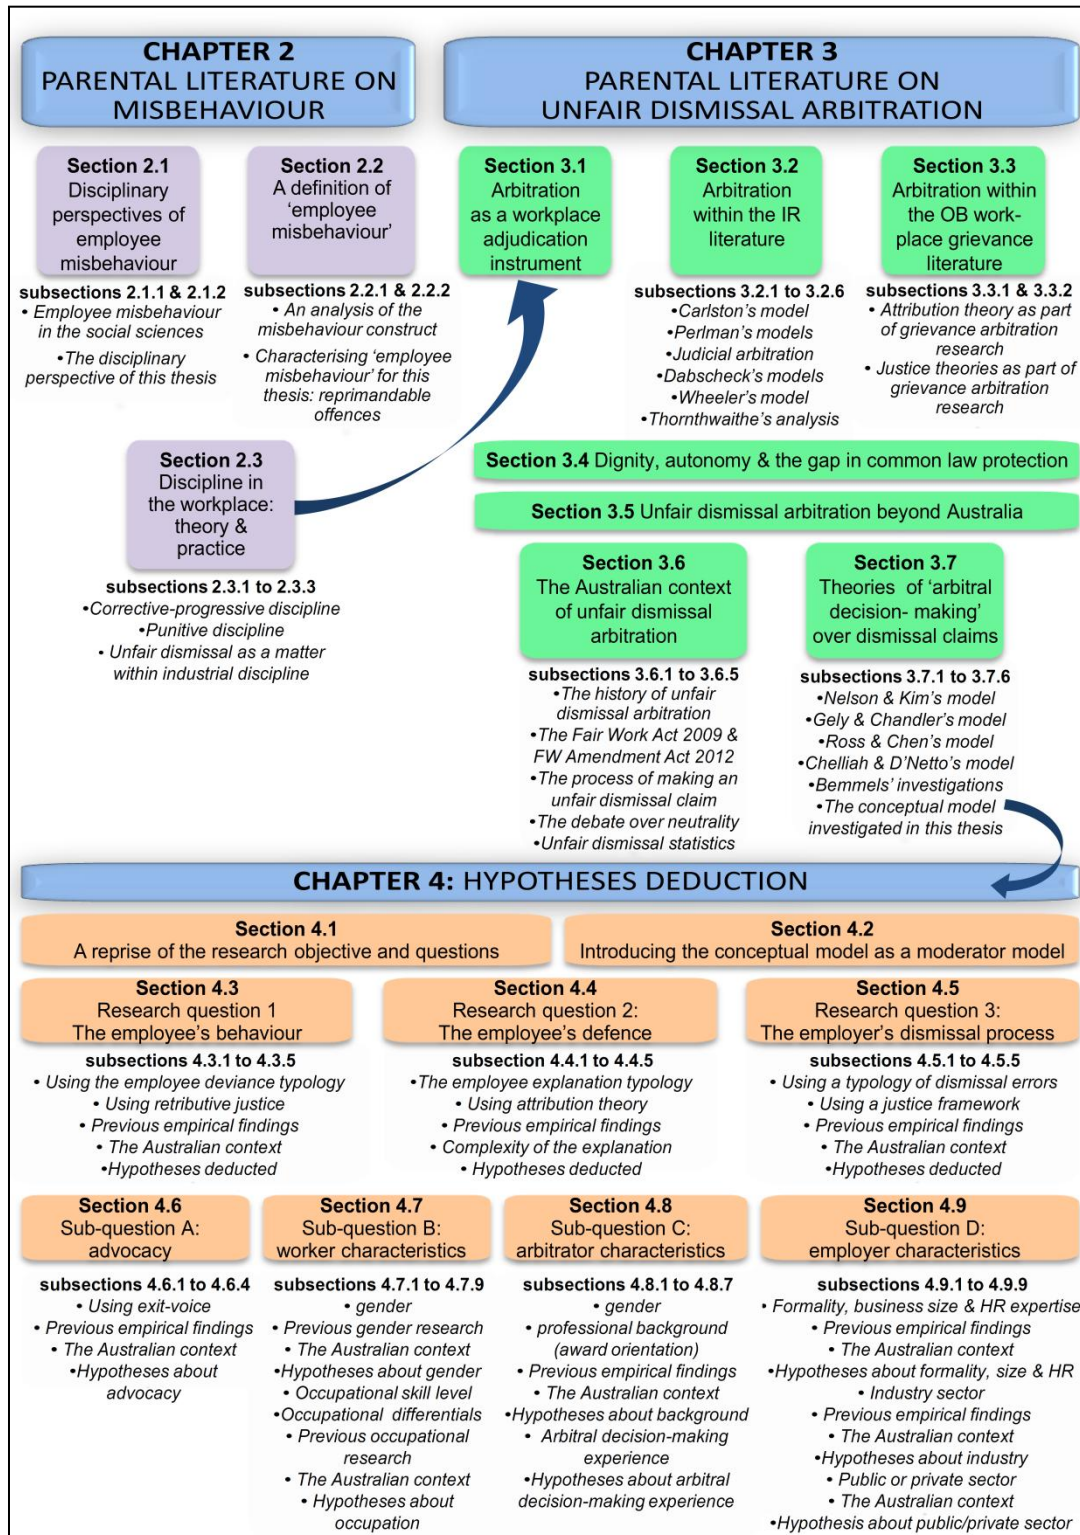 CHAPTER 2
PARENTAL LITERATURE ON
MISBEHAVIOUR
CHAPTER 3
PARENTAL LITERATURE ON
UNFAIR DISMISSAL ARBITRATION
Section 2.1
Disciplinary
perspectives of
employee
misbehaviour
subsections 2.1.1 & 2.1.2
• Employee misbehaviour
in the social sciences
•The disciplinary
perspective of this thesis
Section 2.2
A definition of
‘employee
misbehaviour’
subsections 2.2.1 & 2.2.2
• An analysis of the
misbehaviour construct
• Characterising ‘employee
misbehaviour’ for this
thesis: reprimandable
offences
Section 2.3
Discipline in
the workplace:
theory &
practice
subsections 2.3.1 to 2.3.3
•Corrective-progressive discipline
•Punitive discipline
• Unfair dismissal as a matter
within industrial discipline
Section 3.1
Arbitration
as a workplace
adjudication
instrument
Section 3.2
Arbitration
within the IR
literature
subsections 3.2.1 to 3.2.6
•Carlston’s model
•Perlman’s models
•Judicial arbitration
•Dabscheck’s models
•Wheeler’s model
•Thornthwaithe’s analysis
Section 3.3
Arbitration within
the OB work-
place grievance
literature
subsections 3.3.1 & 3.3.2
• Attribution theory as part
of grievance arbitration
research
• Justice theories as part of
grievance arbitration
research
Section 3.4 Dignity, autonomy & the gap in common law protection
Section 3.5 Unfair dismissal arbitration beyond Australia
Section 3.6
The Australian context
of unfair dismissal
arbitration
subsections 3.6.1 to 3.6.5
•The history of unfair
dismissal arbitration
•The Fair Work Act 2009 &
FW Amendment Act 2012
•The process of making an
unfair dismissal claim
•The debate over neutrality
•Unfair dismissal statistics
Section 3.7
Theories of ‘arbitral
decision- making’
over dismissal claims
subsections 3.7.1 to 3.7.6
•Nelson & Kim’s model
•Gely & Chandler’s model
•Ross & Chen’s model
•Chelliah & D’Netto’s model
•Bemmels’ investigations
•The conceptual model
investigated in this thesis
CHAPTER 4: HYPOTHESES DEDUCTION
Section 4.1
A reprise of the research objective and questions
Section 4.2
Introducing the conceptual model as a moderator model
Section 4.3
Research question 1
The employee’s behaviour
subsections 4.3.1 to 4.3.5
• Using the employee deviance typology
• Using retributive justice
• Previous empirical findings
• The Australian context
•Hypotheses deducted
Section 4.4
Research question 2:
The employee’s defence
subsection 4.4.1 to 4.4.5
•The employee explanation typology
• Using attribution theory
• Previous empirical findings
• Complexity of the explanation
• Hypotheses deducted
Section 4.5
Research question 3:
The employer’s dismissal process
subsections 4.5.1 to 4.5.5
• Using a typology of dismissal errors
• Using a justice framework
• Previous empirical findings
• The Australian context
•Hypotheses deducted
Section 4.6
Sub-question A:
advocacy
subsections 4.6.1 to 4.6.4
• Using exit-voice
• Previous empirical findings
• The Australian context
•Hypotheses about
advocacy
Section 4.7
Sub-question B:
worker characteristics
subsections 4.7.1 to 4.7.9
• gender
• Previous gender research
• The Australian context
•Hypotheses about gender
• Occupational skill level
•Occupational differentials
• Previous occupational
research
• The Australian context
• Hypotheses about
occupation
Section 4.8
Sub-question C:
arbitrator characteristics
subsections 4.8.1 to 4.8.7
• gender
• professional background
(award orientation)
• Previous empirical findings
• The Australian context
•Hypotheses about background
• Arbitral decision-making
experience
•Hypotheses about arbitral
decision-making experience
Section 4.9
Sub-question D:
employer characteristics
subsections 4.9.1 to 4.9.9
• Formality, business size & HR expertise
• Previous empirical findings
• The Australian context
•Hypotheses about formality, size & HR
• Industry sector
• Previous empirical findings
• The Australian context
•Hypotheses about industry
• Public or private sector
• The Australian context
•Hypothesis about public/private sector